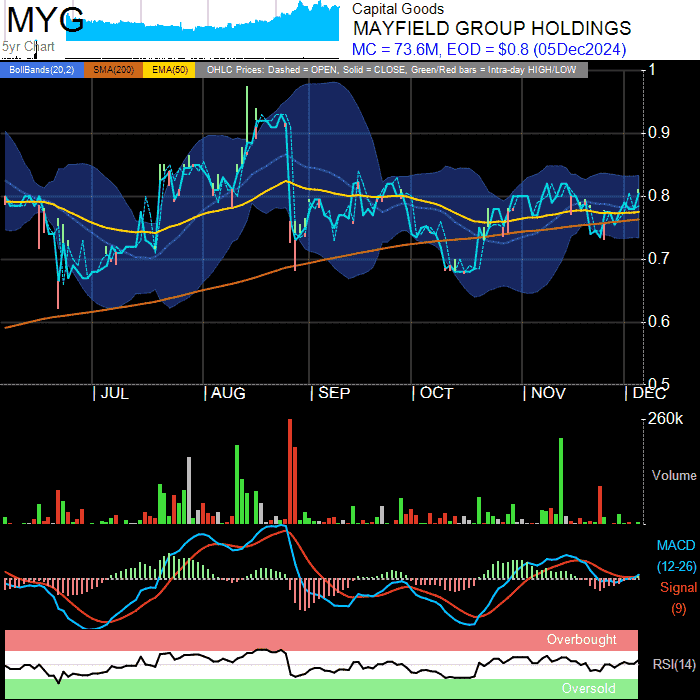 MYG
5yr Chart
Capital Goods
MAYFIELD GROUP HOLDINGS
MC = 73.6M, EOD = $0.8 (05Dec2024)
BollBands(20,2) SMA(200) EMA(50) OHLC Prices: Dashed = OPEN, Solid = CLOSE, Green/Red bars = Intra-day HIGH/LOW
1
0.9
0.8
0.7
0.6
0.5
JUL AUG SEP OCT NOV DEC
260k
Volume
MACD
(12-26)
Signal
(9)
Overbought
RSI(14)
Oversold